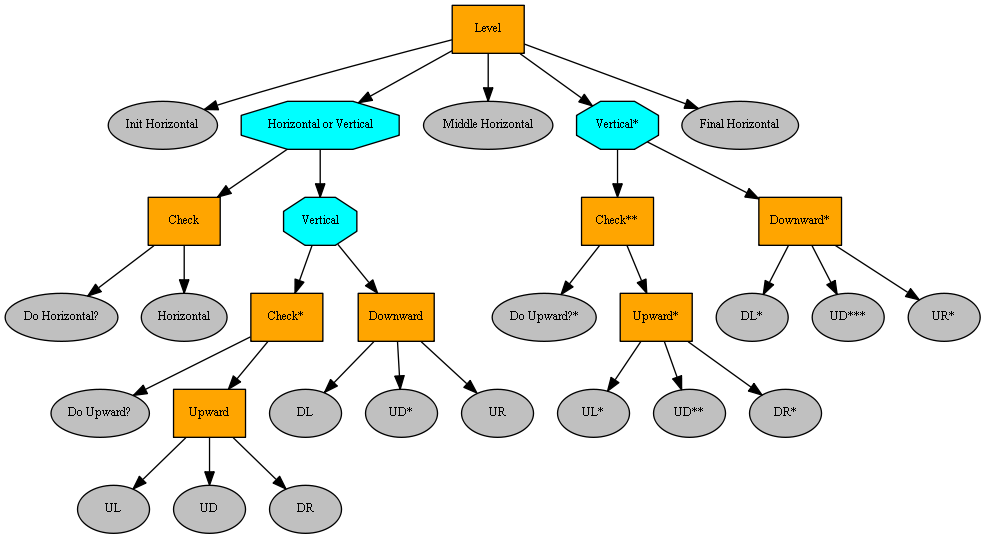 Level
Init Horizontal
Horizontal or Vertical
Middle Horizontal
Vertical*
Final Horizontal
Check
Vertical
Check**
Downward*
Do Horizontal?
Horizontal
Check*
Downward
Do Upward?*
Upward*
DL*
UD***
UR*
Do Upward?
Upward
DL
UD*
UR
UL*
UD**
DR*
UL
UD
DR